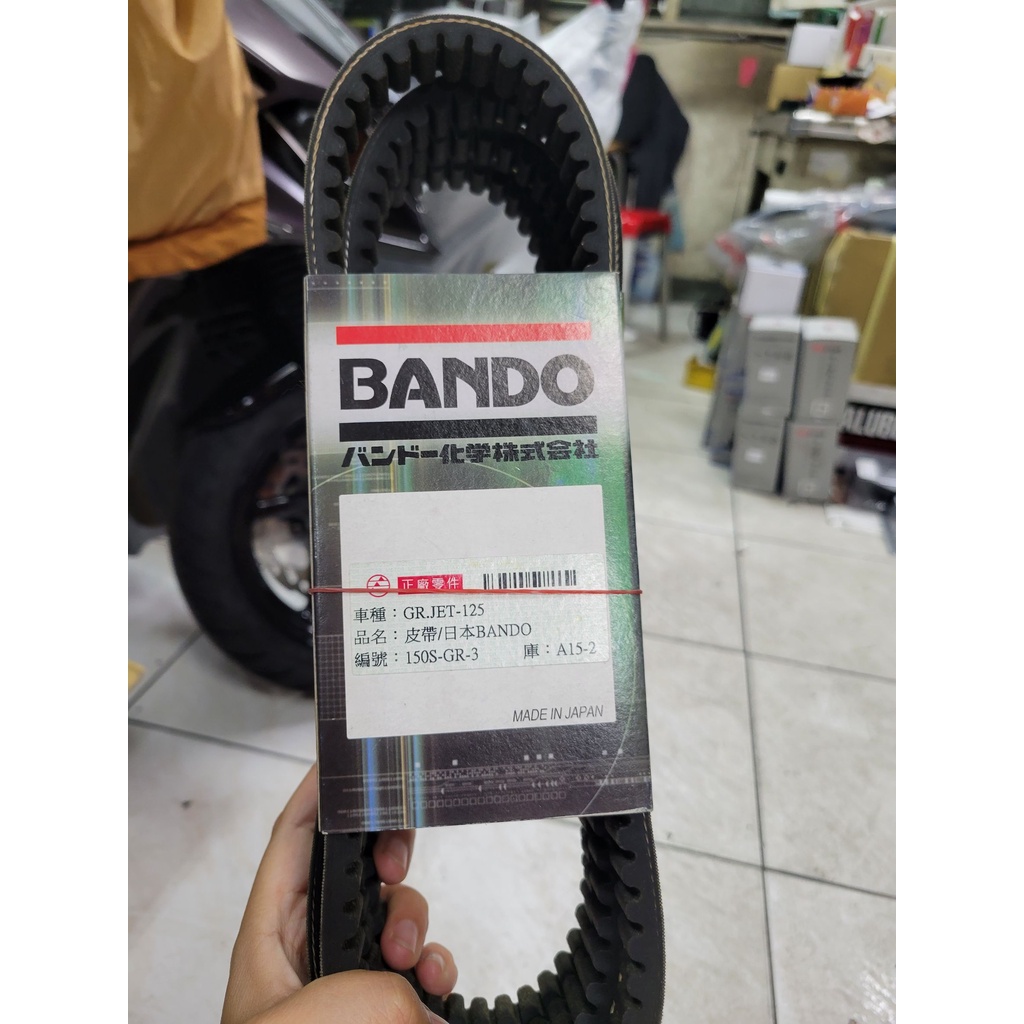 BANDO
バンドー化学株式会社
正廠零件
車種：GR.JET-125
品名：皮帶/日本BANDO
編號：150S-GR-3 庫：A15-2
MADE IN JAPAN